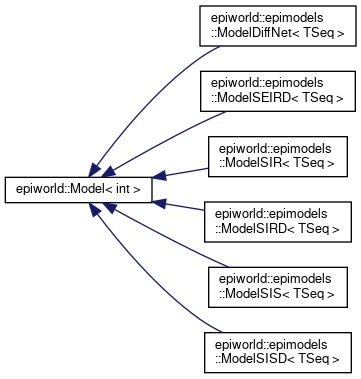 epiworld::epimodels
::ModelDiffNet< TSeq >
epiworld::epimodels
::ModelSEIRD< TSeq >
epiworld::epimodels
::ModelSIR< TSeq >
epiworld::Model< int >
epiworld::epimodels
::ModelSIRD< TSeq >
epiworld::epimodels
::ModelSIS< TSeq >
epiworld::epimodels
::ModelSISD< TSeq >